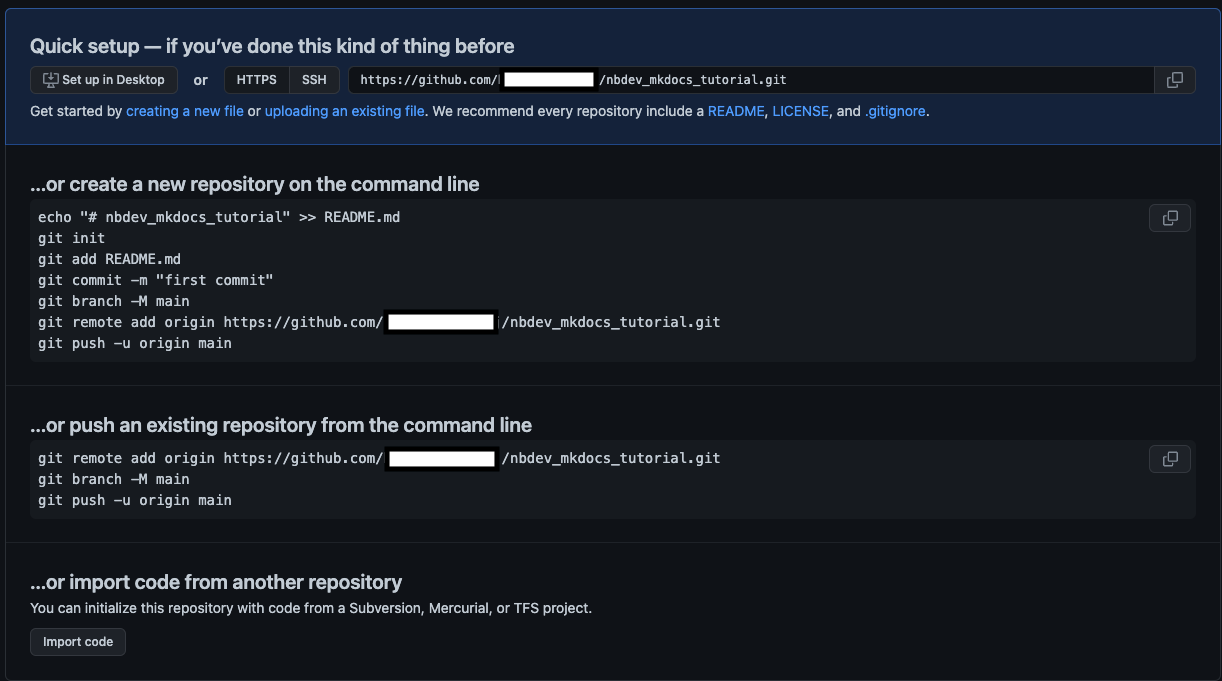 Quick setup — if you’ve done this kind of thing before
Set up in Desktop or HTTPS SSH https://github.com/ /nbdev_mkdocs_tutorial.git
Get started by creating a new file or uploading an existing file. We recommend every repository include a README, LICENSE, and .gitignore.
…or create a new repository on the command line
echo "# nbdev_mkdocs_tutorial" >> README.md
git init
git add README.md
git commit -m "first commit"
git branch -M main
git remote add origin https://github.com/ /nbdev_mkdocs_tutorial.git
git push -u origin main
…or push an existing repository from the command line
git remote add origin https://github.com/ /nbdev_mkdocs_tutorial.git
git branch -M main
git push -u origin main
…or import code from another repository
You can initialize this repository with code from a Subversion, Mercurial, or TFS project.
Import code